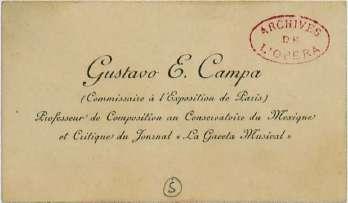 ARCHIVES
DE
L'OPERA
Gustavo E. Campa
(Commissaire à l'Exposition de Paris)
Professeur de Composition au Conservatoire du Mexique
et Critique du Journal « La Gaceta Musical »
S